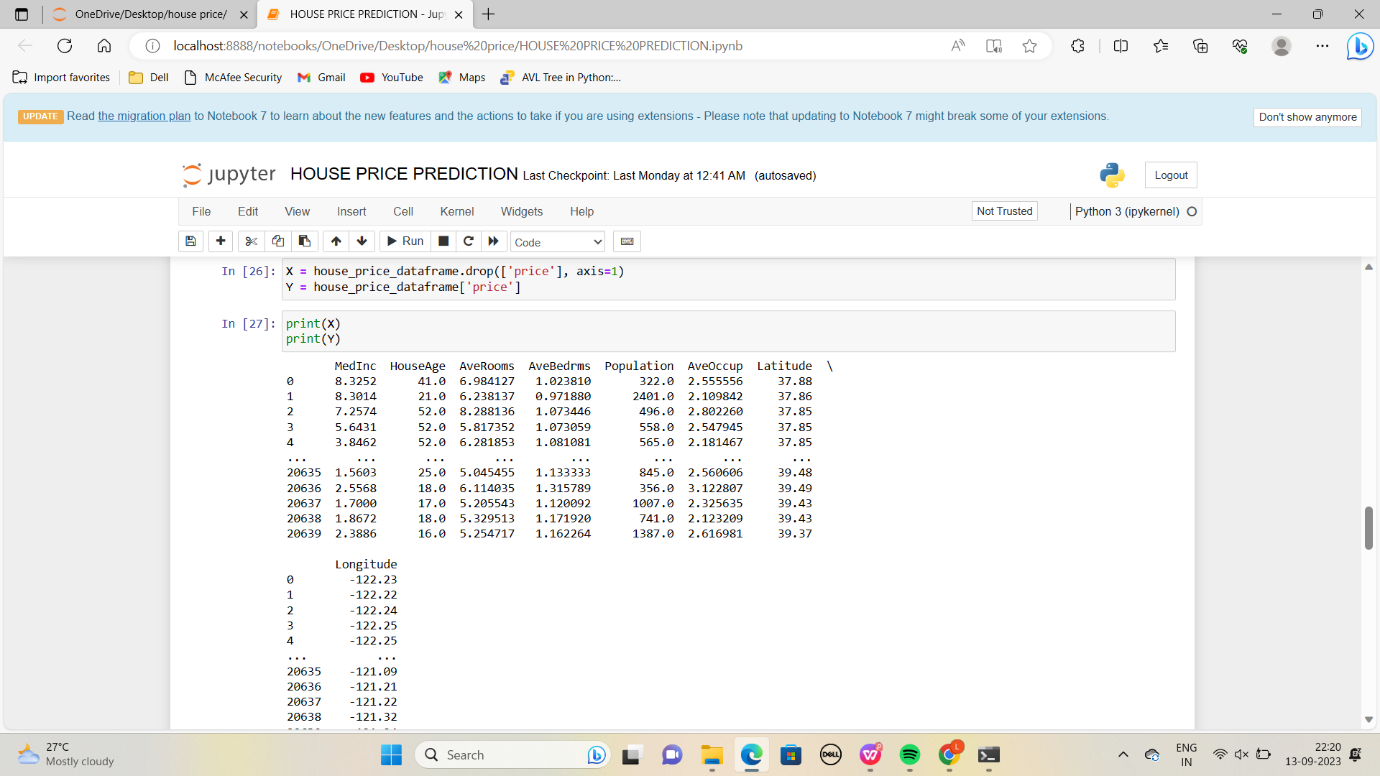 OneDrive/Desktop/house price/
HOUSE PRICE PREDICTION - Jup
localhost:8888/notebooks/OneDrive/Desktop/house%20price/HOUSE%20PRICE%20PREDICTION.ipynb
Import favorites Dell McAfee Security Gmail YouTube Maps AVL Tree in Python:...
UPDATE Read the migration plan to Notebook 7 to learn about the new features and the actions to take if you are using extensions - Please note that updating to Notebook 7 might break some of your extensions. Don't show anymore
jupyter HOUSE PRICE PREDICTION Last Checkpoint: Last Monday at 12:41 AM (autosaved) Logout
File Edit View Insert Cell Kernel Widgets Help Not Trusted Python 3 (ipykernel)
Run Code
In [26]: X = house_price_dataframe.drop(['price'], axis=1)
Y = house_price_dataframe['price']
In [27]: print(X)
print(Y)
MedInc HouseAge AveRooms AveBedrms Population AveOccup Latitude \
0 8.3252 41.0 6.984127 1.023810 322.0 2.555556 37.88
1 8.3014 21.0 6.238137 0.971880 2401.0 2.109842 37.86
2 7.2574 52.0 8.288136 1.073446 496.0 2.802260 37.85
3 5.6431 52.0 5.817352 1.073059 558.0 2.547945 37.85
4 3.8462 52.0 6.281853 1.081081 565.0 2.181467 37.85
... ... ... ... ... ... ... ...
20635 1.5603 25.0 5.045455 1.133333 845.0 2.560606 39.48
20636 2.5568 18.0 6.114035 1.315789 356.0 3.122807 39.49
20637 1.7000 17.0 5.205543 1.120092 1007.0 2.325635 39.43
20638 1.8672 18.0 5.329513 1.171920 741.0 2.123209 39.43
20639 2.3886 16.0 5.254717 1.162264 1387.0 2.616981 39.37
Longitude
0 -122.23
1 -122.22
2 -122.24
3 -122.25
4 -122.25
... ...
20635 -121.09
20636 -121.21
20637 -121.22
20638 -121.32
27°C
Mostly cloudy
Search
DELL
L
ENG
IN
22:20
13-09-2023